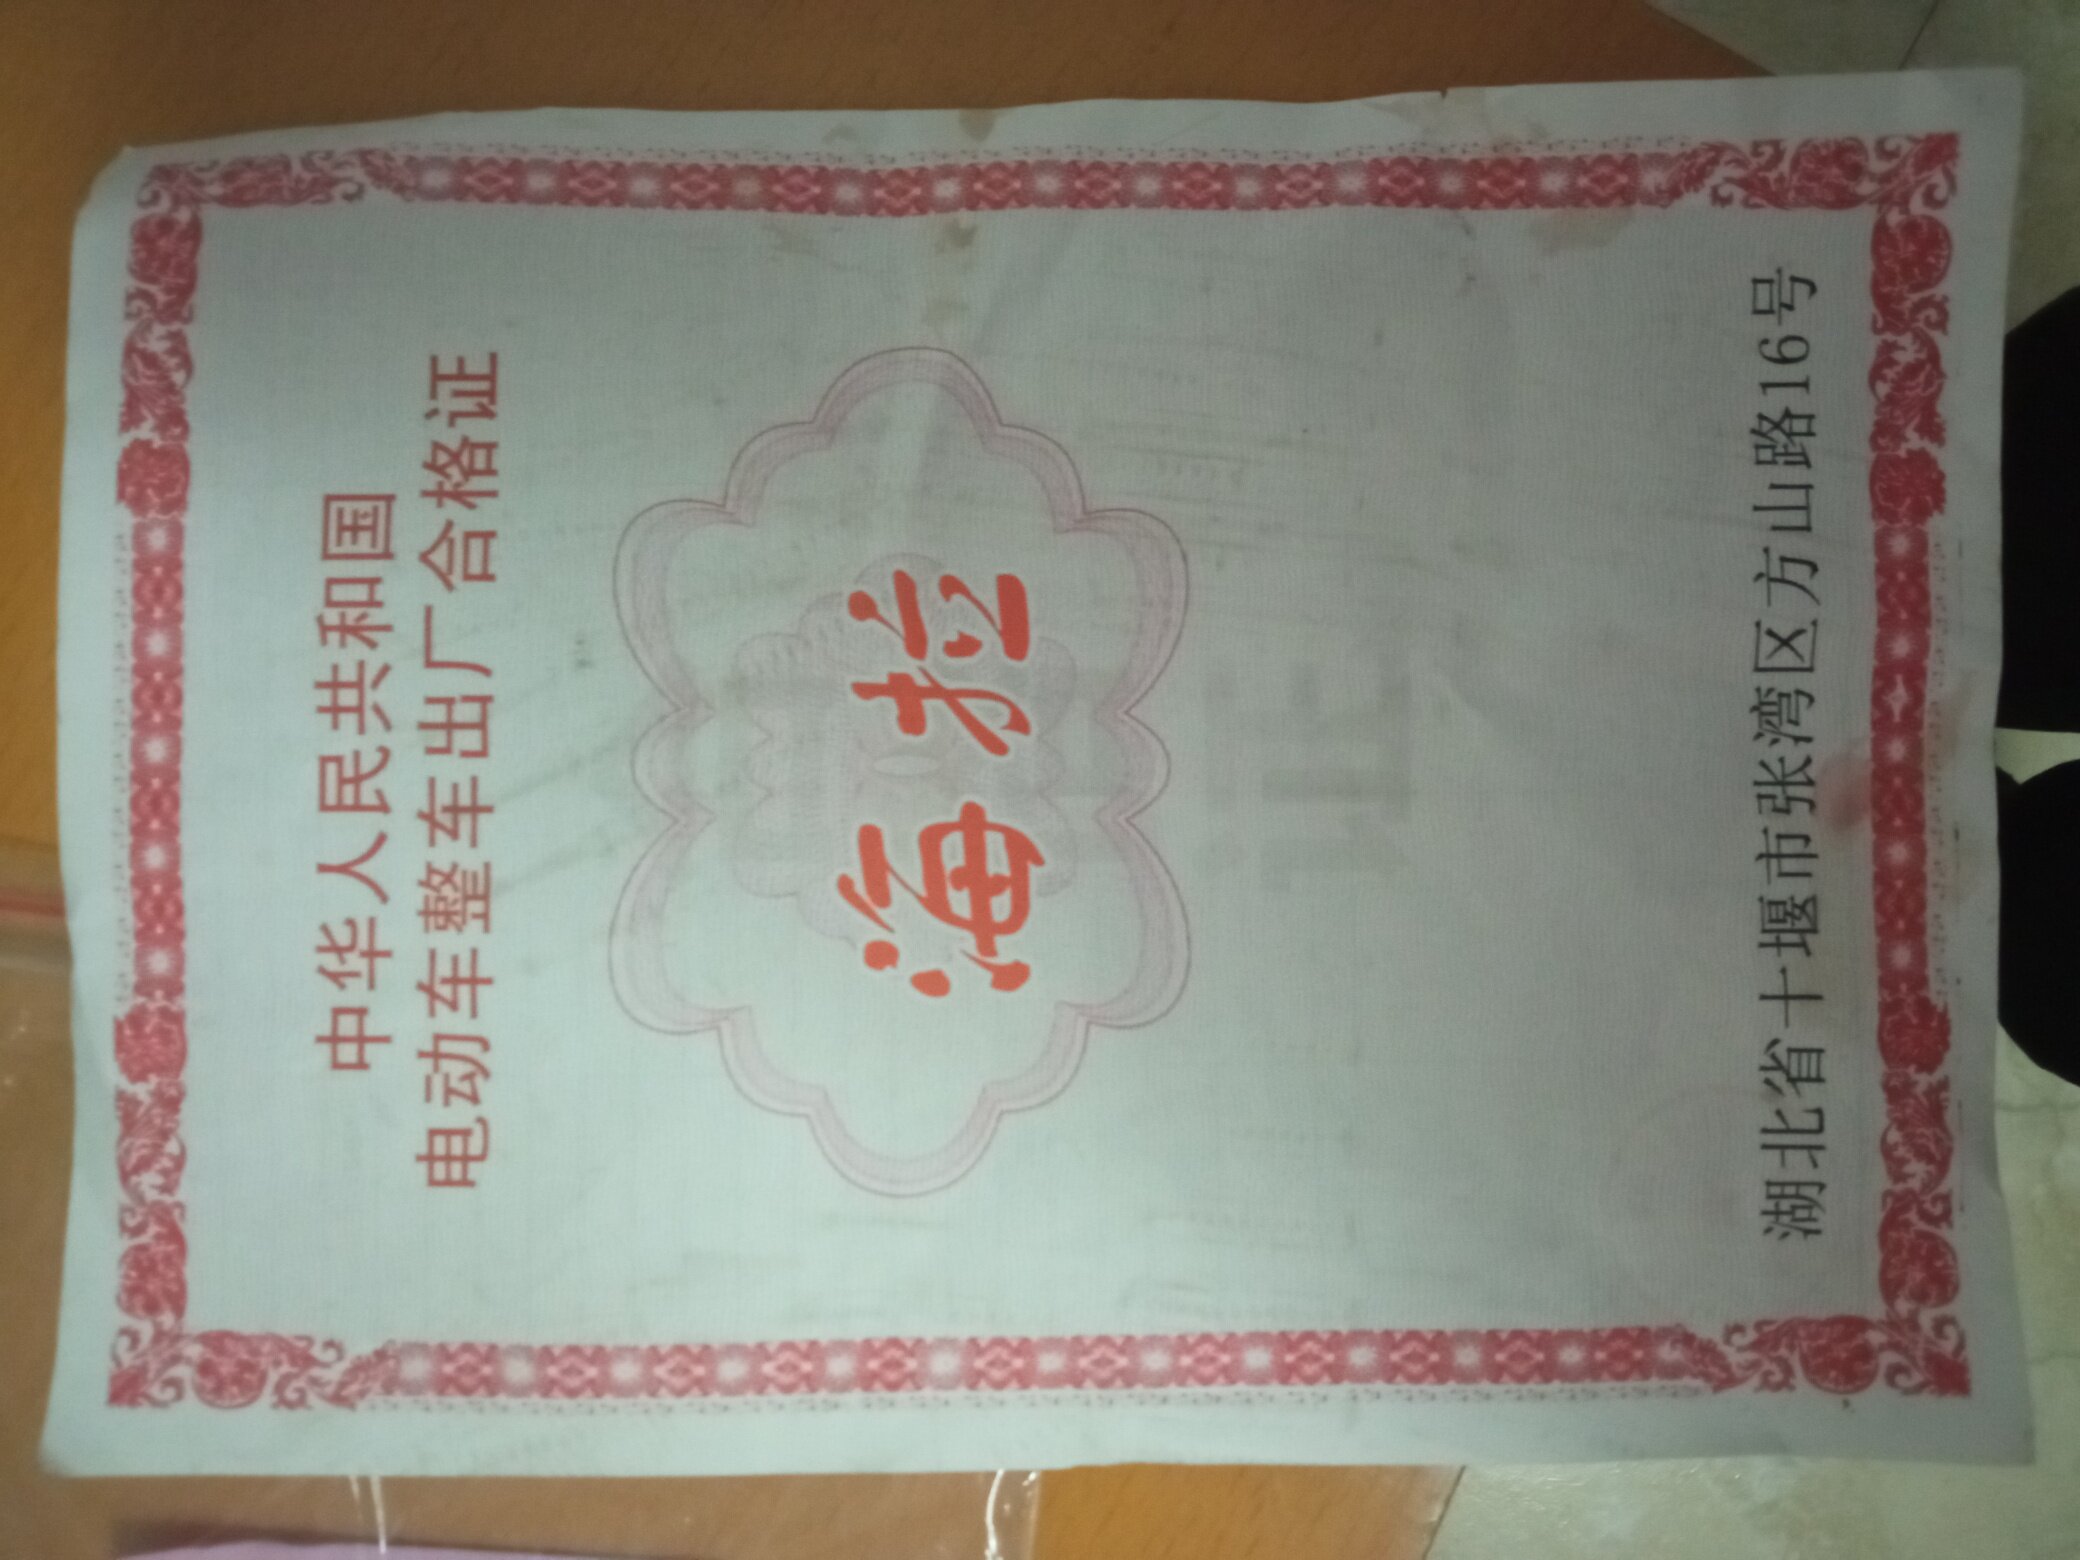 中华人民共和国
电动车整车出厂合格证
海拉
湖北省十堰市张湾区方山路16号